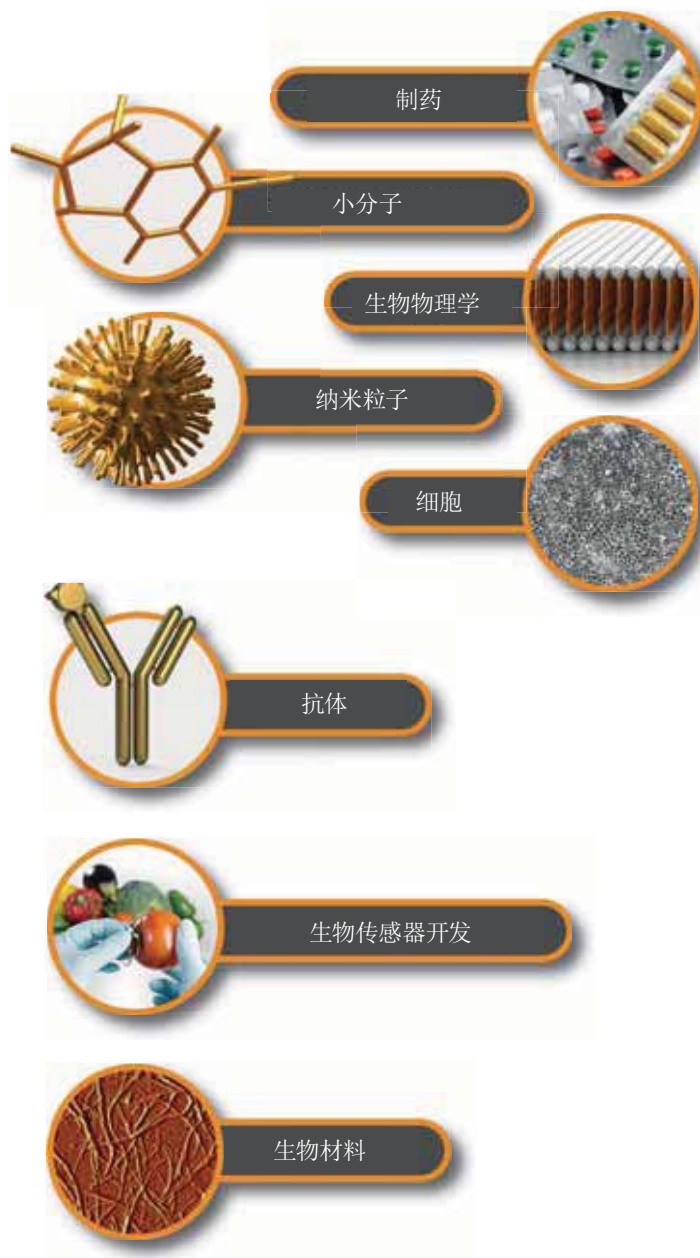 制药
小分子
生物物理学
纳米粒子
细胞
抗体
生物传感器开发
生物材料